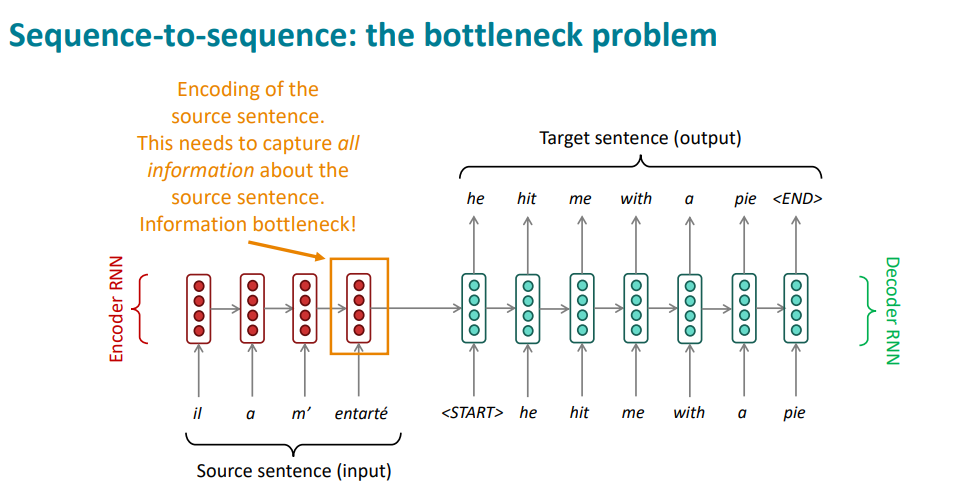 Sequence-to-sequence: the bottleneck problem
Encoding of the
source sentence.
This needs to capture all
information about the
source sentence.
Information bottleneck!
Target sentence (output)
he hit me with a pie <END>
Encoder RNN
Decoder RNN
il a m’ entarté
<START> he hit me with a pie
Source sentence (input)